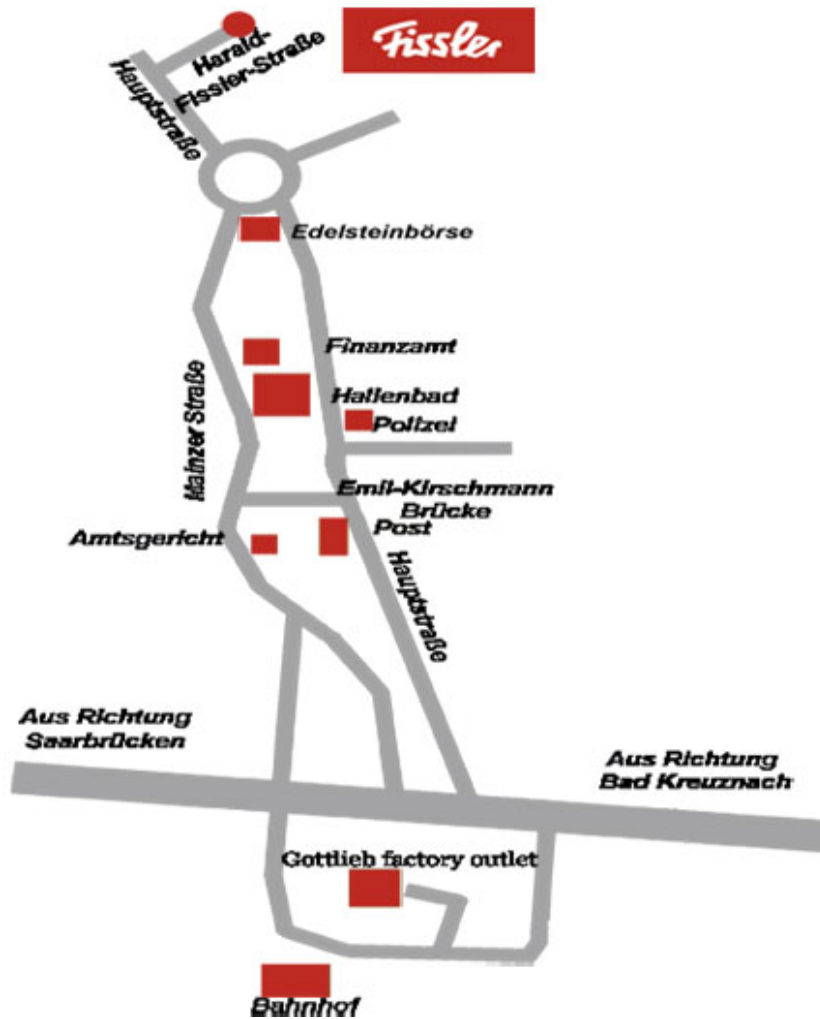 Fissler
Harald-
Fissler-Straße
Hauptstraße
Edelsteinbörse
Finanzamt
Hallenbad
Polizei
Mainzer Straße
Emil-Kirschmann
Brücke
Post
Amtsgericht
Hauptstraße
Aus Richtung
Saarbrücken
Aus Richtung
Bad Kreuznach
Gottlieb factory outlet
Bahnhof